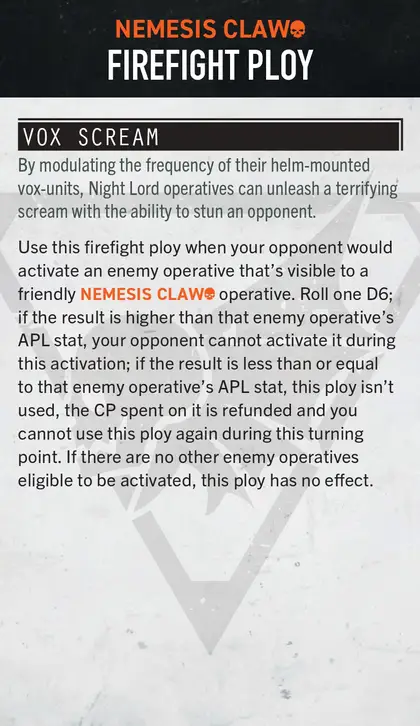 NEMESIS CLAW
FIREFIGHT PLOY
VOX SCREAM
By modulating the frequency of their helm-mounted
vox-units, Night Lord operatives can unleash a terrifying
scream with the ability to stun an opponent.
Use this firefight ploy when your opponent would
activate an enemy operative that’s visible to a
friendly NEMESIS CLAW operative. Roll one D6;
if the result is higher than that enemy operative’s
APL stat, your opponent cannot activate it during
this activation; if the result is less than or equal
to that enemy operative’s APL stat, this ploy isn’t
used, the CP spent on it is refunded and you
cannot use this ploy again during this turning
point. If there are no other enemy operatives
eligible to be activated, this ploy has no effect.